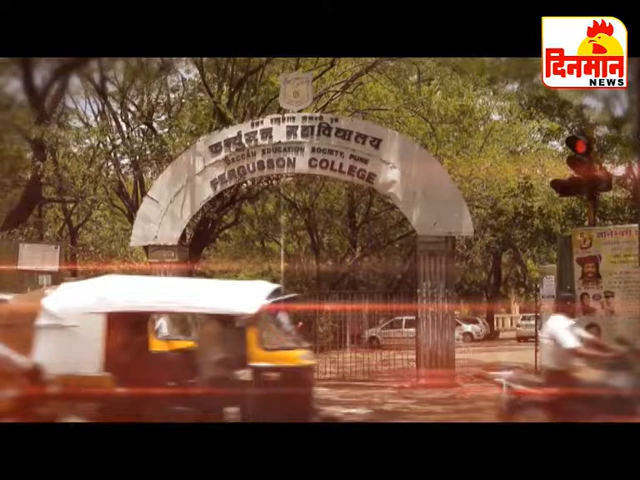 दिनमान
NEWS
फर्ग्युसन महाविद्यालय
DECCAN EDUCATION SOCIETY, PUNE
FERGUSSON COLLEGE